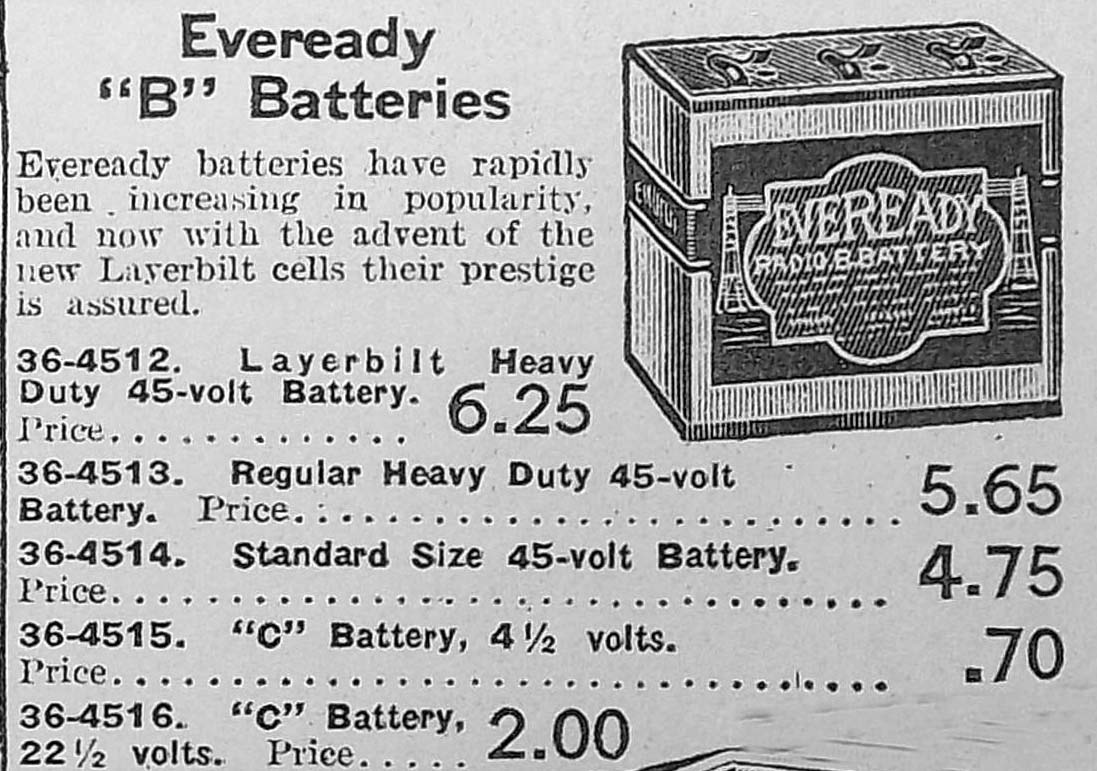 Eveready
“B” Batteries
Eveready batteries have rapidly
been increasing in popularity,
and now with the advent of the
new Layerbilt cells their prestige
is assured.
36-4512. Layerbilt Heavy
Duty 45-volt Battery.
Price............. 6.25
36-4513. Regular Heavy Duty 45-volt
Battery. Price........................... 5.65
36-4514. Standard Size 45-volt Battery.
Price.................................. 4.75
36-4515. “C” Battery, 4½ volts.
Price.................................. .70
36-4516. “C” Battery,
22½ volts. Price..... 2.00
EVEREADY
RADIO B BATTERY